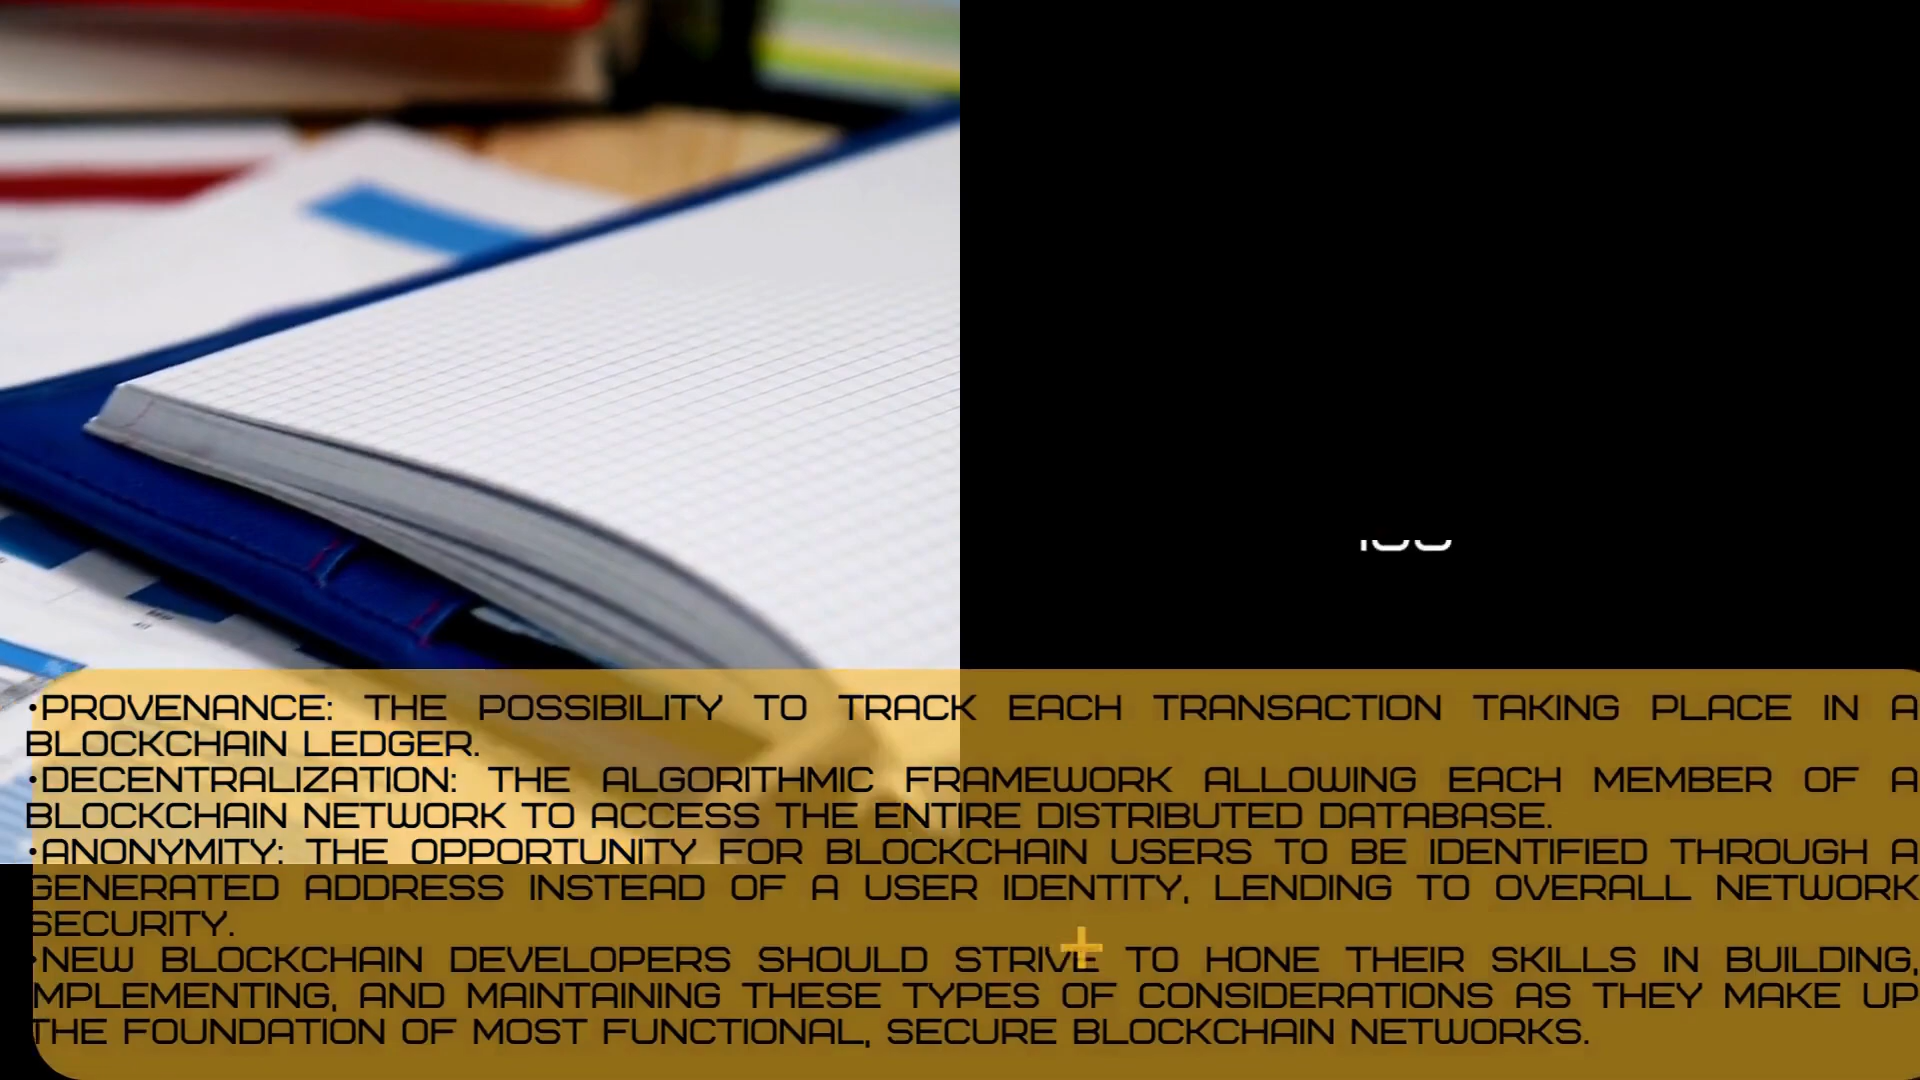 •PROVENANCE: THE POSSIBILITY TO TRACK EACH TRANSACTION TAKING PLACE IN A
BLOCKCHAIN LEDGER.
•DECENTRALIZATION: THE ALGORITHMIC FRAMEWORK ALLOWING EACH MEMBER OF A
BLOCKCHAIN NETWORK TO ACCESS THE ENTIRE DISTRIBUTED DATABASE.
•ANONYMITY: THE OPPORTUNITY FOR BLOCKCHAIN USERS TO BE IDENTIFIED THROUGH A
GENERATED ADDRESS INSTEAD OF A USER IDENTITY, LENDING TO OVERALL NETWORK
SECURITY.
•NEW BLOCKCHAIN DEVELOPERS SHOULD STRIVE TO HONE THEIR SKILLS IN BUILDING,
IMPLEMENTING, AND MAINTAINING THESE TYPES OF CONSIDERATIONS AS THEY MAKE UP
THE FOUNDATION OF MOST FUNCTIONAL, SECURE BLOCKCHAIN NETWORKS.